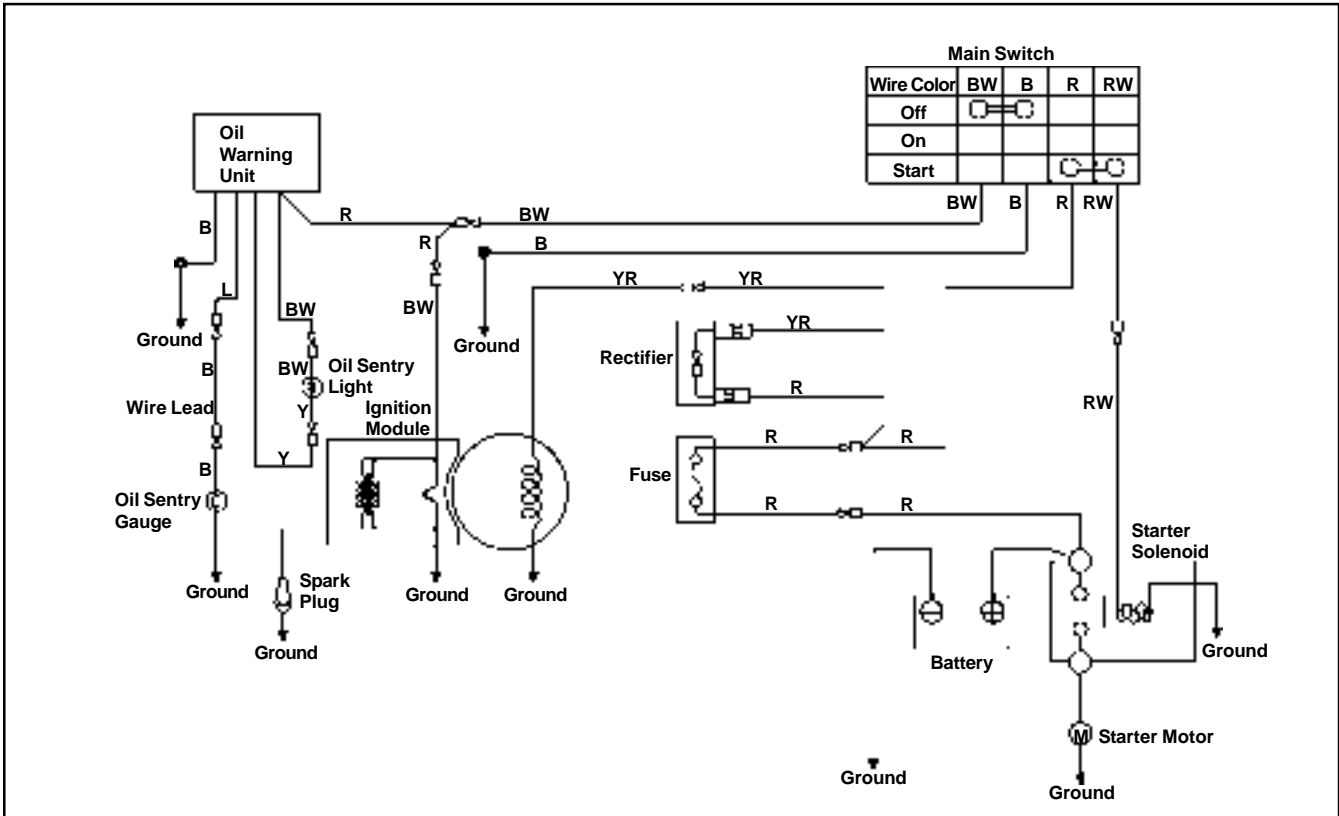 Main Switch
Wire Color BW B R RW
Off
On
Start
Oil
Warning
Unit
BW B R RW
R BW
B
R
B
L
YR YR
BW
BW
Ground
Ground
YR
Rectifier
B
BW
Oil Sentry
Light
R
Wire Lead
Y
Ignition
Module
RW
R R
B
Y
Fuse
Oil Sentry
Gauge
R R
Starter
Solenoid
Ground
Spark
Plug
Ground
Ground
Ground
Battery
Ground
M
Starter Motor
Ground
Ground